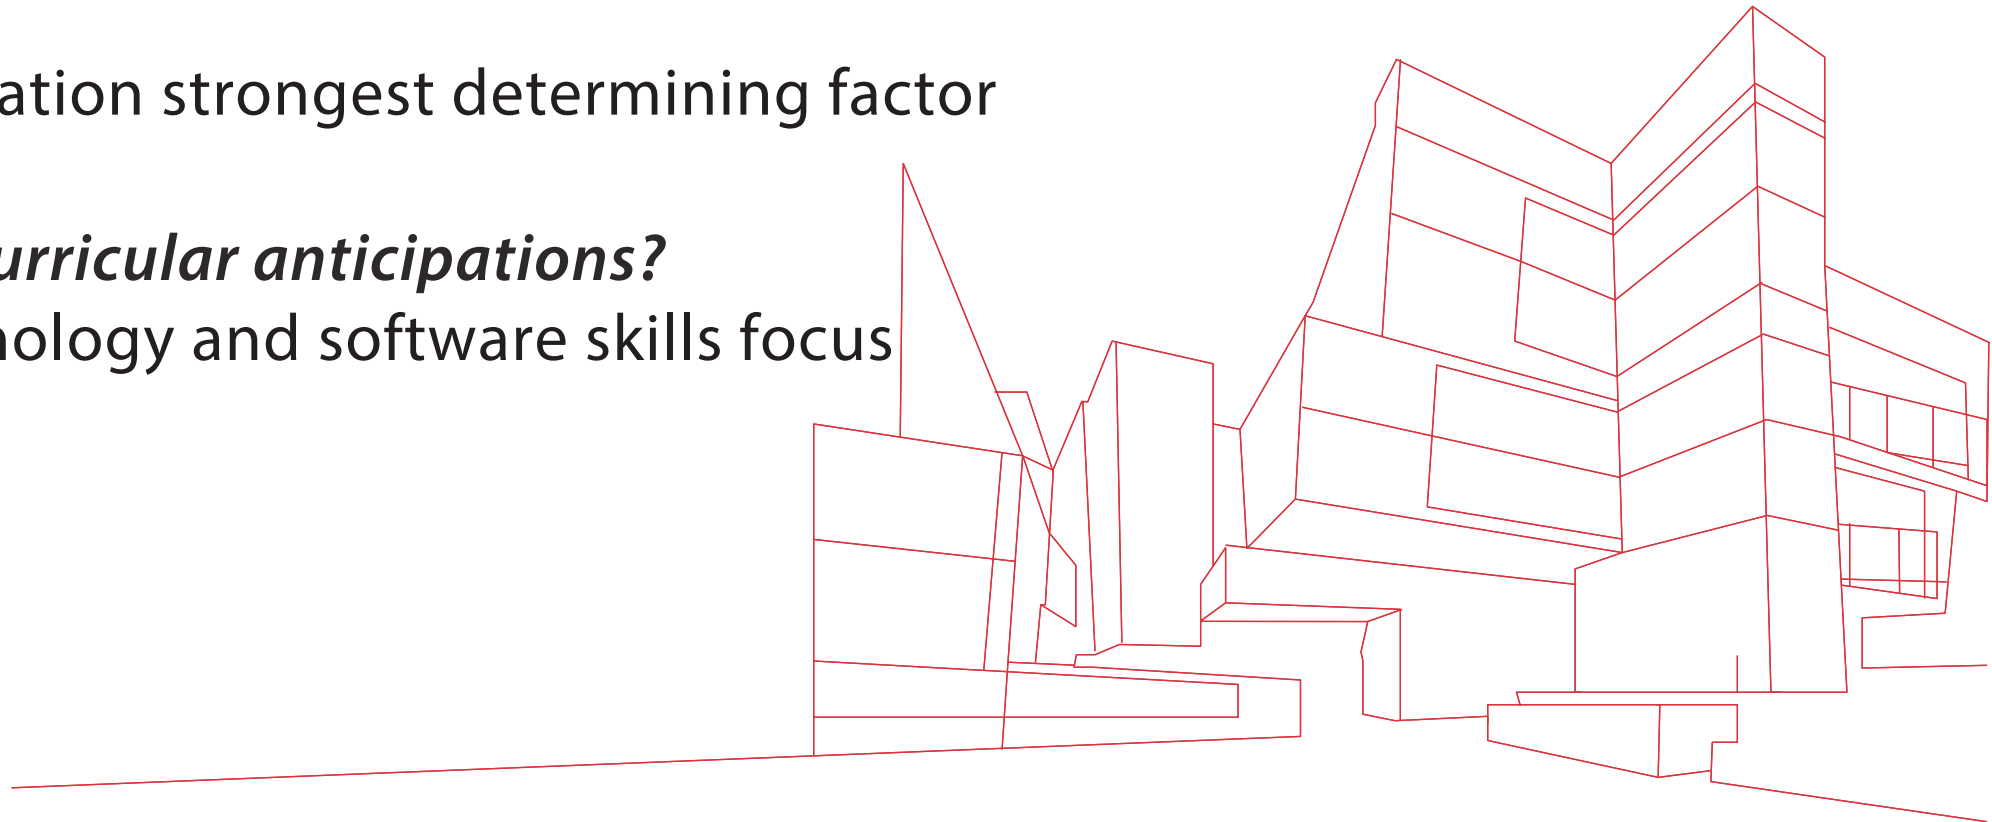 ation strongest determining factor
urricular anticipations?
nology and software skills focus